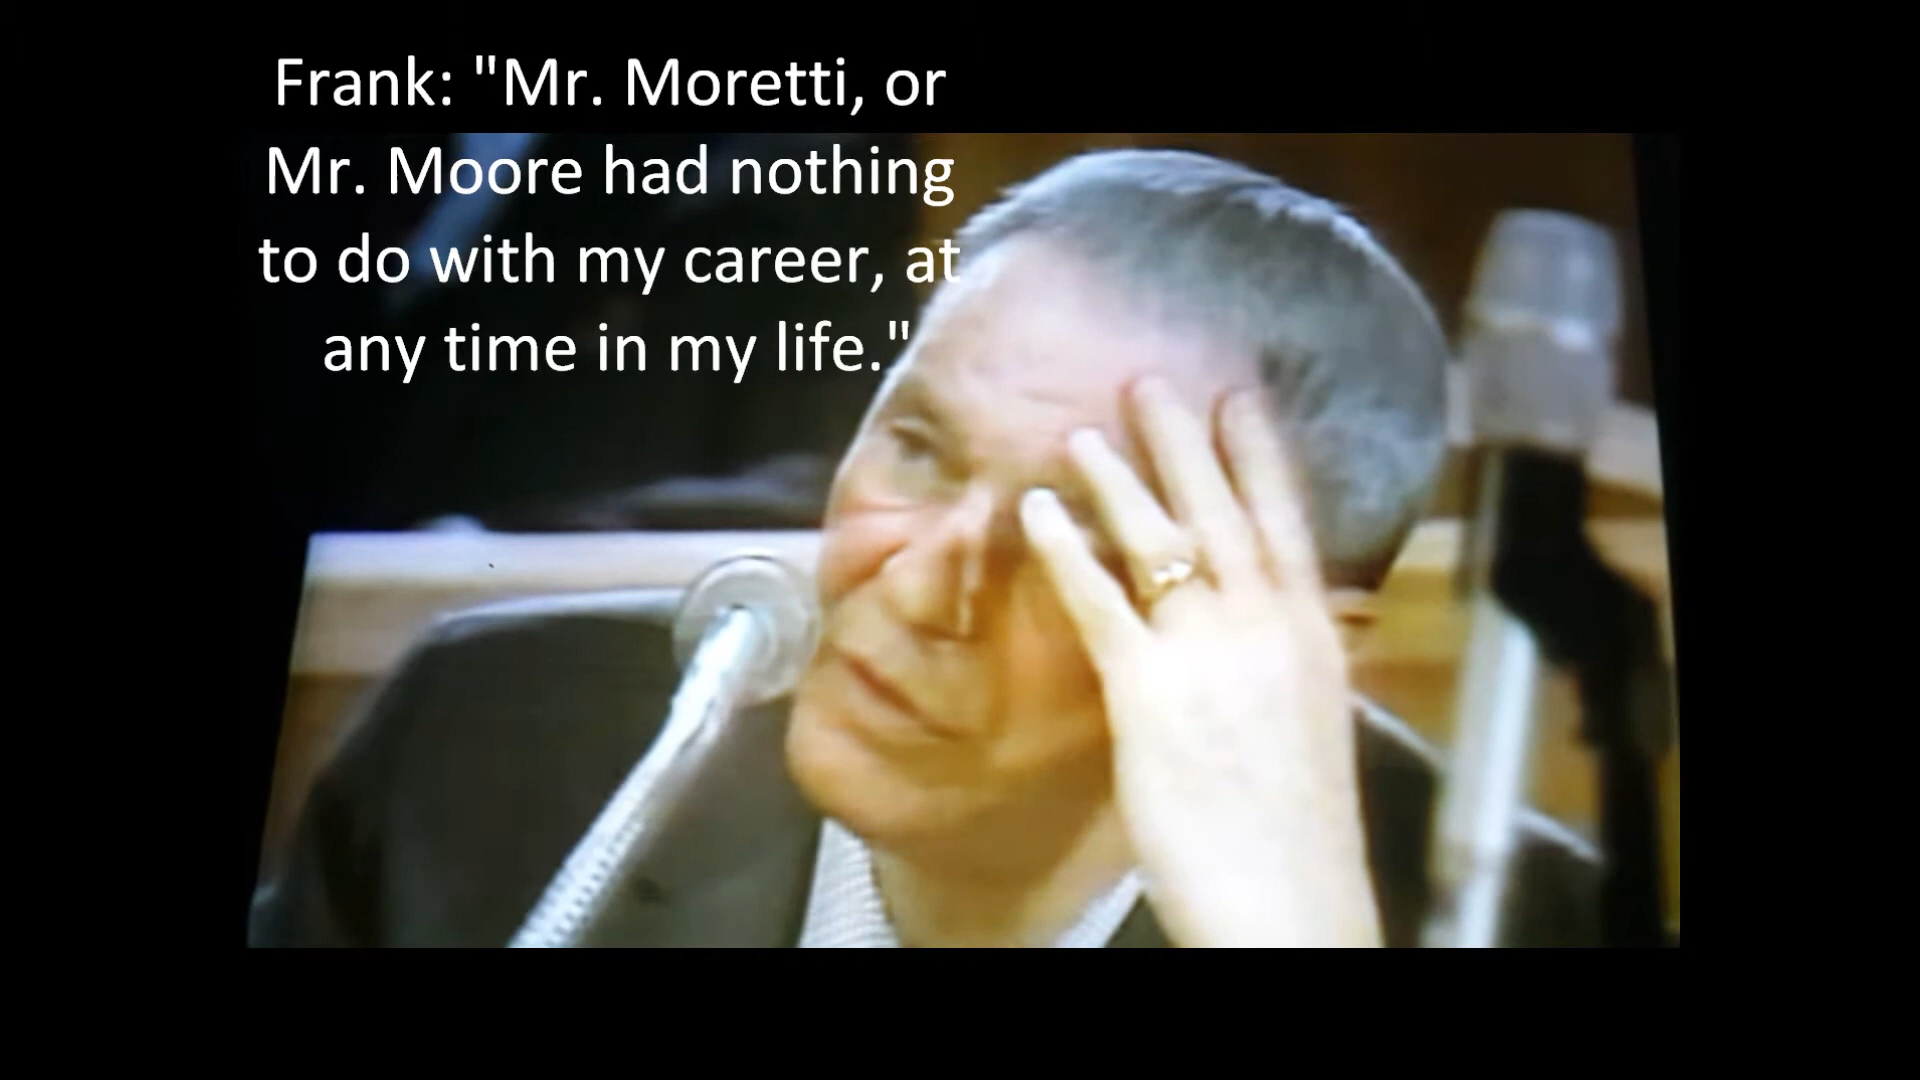 Frank: "Mr. Moretti, or
Mr. Moore had nothing
to do with my career, at
any time in my life."